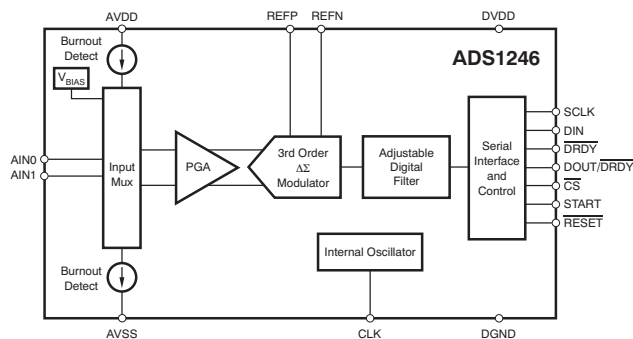 AVDD
REFP
REFN
DVDD
Burnout
Detect
ADS1246
VBIAS
SCLK
DIN
DRDY
DOUT/DRDY
CS
START
RESET
AIN0
AIN1
Input
Mux
PGA
3rd Order
ΔΣ
Modulator
Adjustable
Digital
Filter
Serial
Interface
and
Control
Internal Oscillator
Burnout
Detect
AVSS
CLK
DGND